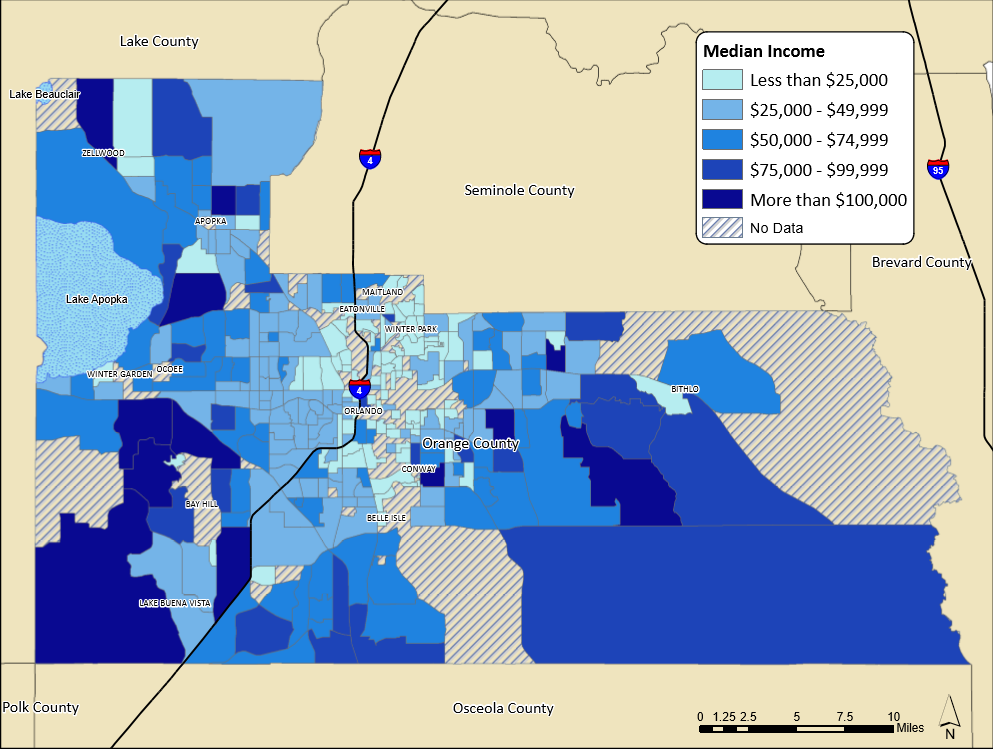 Lake County
Median Income
Less than $25,000
$25,000 - $49,999
$50,000 - $74,999
$75,000 - $99,999
More than $100,000
No Data
Lake Beauclair
ZELLWOOD
4
95
Seminole County
APOPKA
Brevard County
Lake Apopka
MAITLAND
EATONVILLE
WINTER PARK
WINTER GARDEN
OCOEE
4
BITHLO
ORLANDO
Orange County
CONWAY
BAY HILL
BELLE ISLE
LAKE BUENA VISTA
Polk County
Osceola County
0 1.25 2.5 5 7.5 10
Miles
N